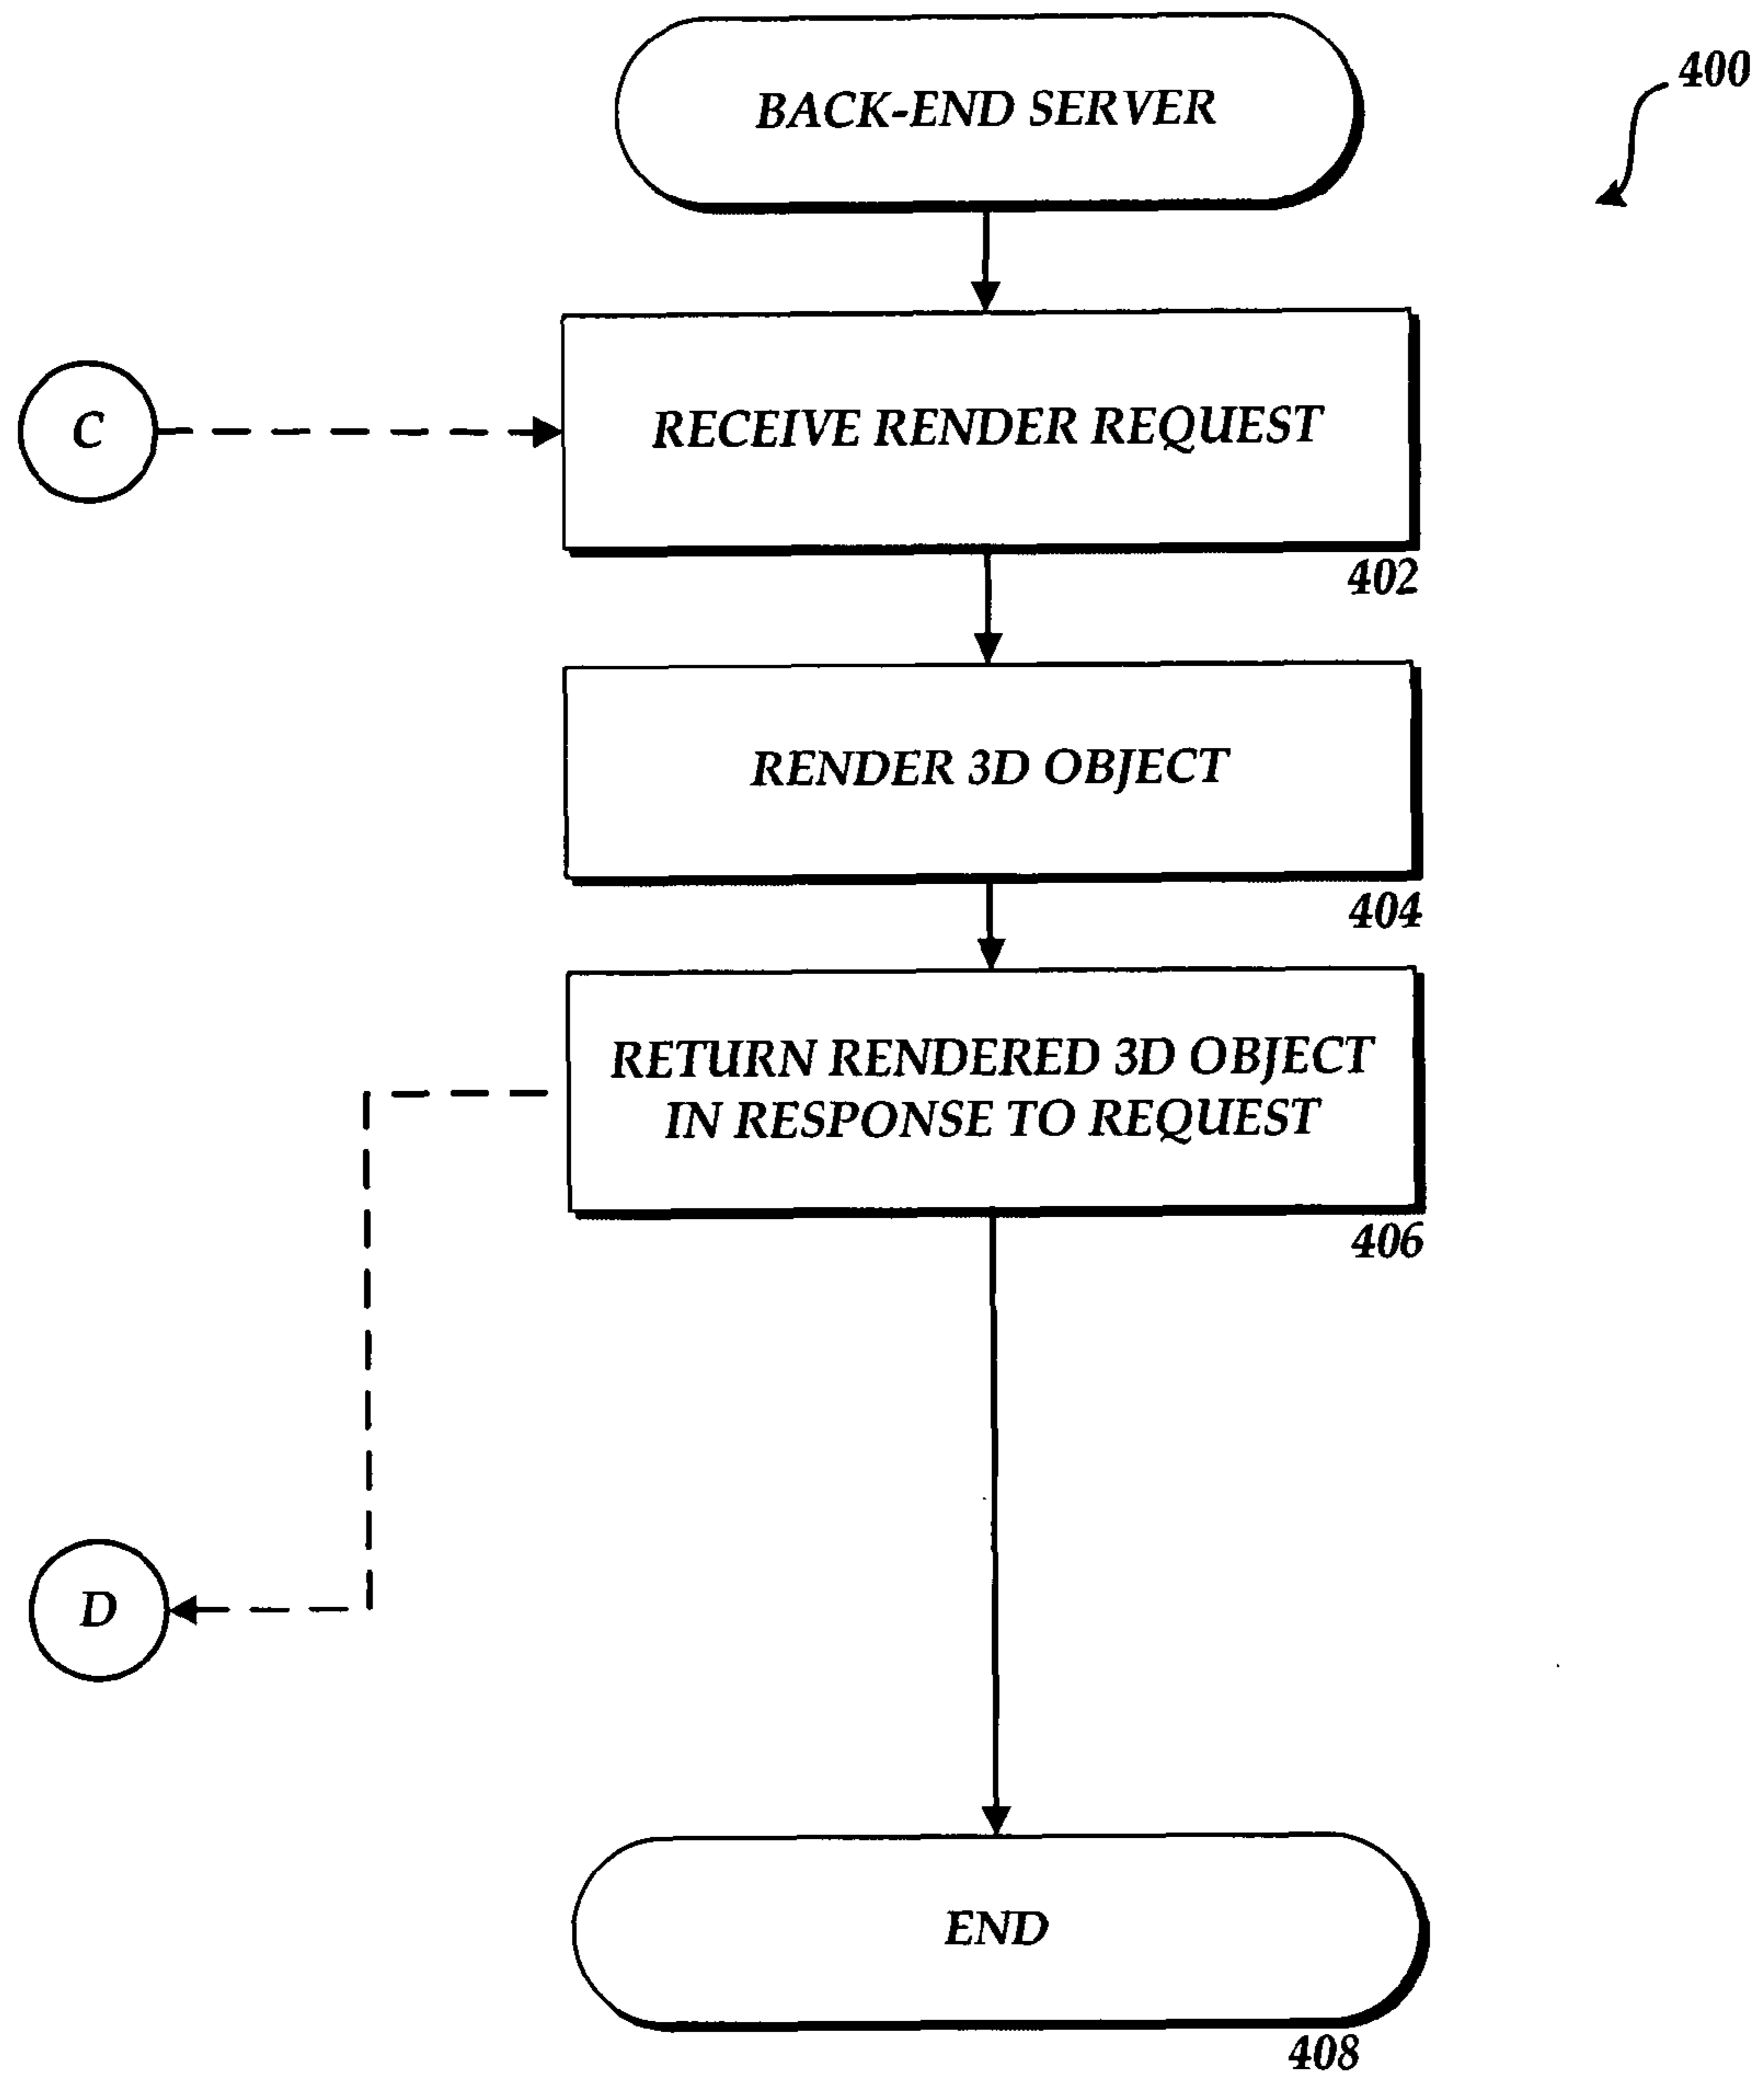 BACK-END SERVER
400
C
RECEIVE RENDER REQUEST
402
RENDER 3D OBJECT
404
RETURN RENDERED 3D OBJECT
IN RESPONSE TO REQUEST
406
D
END
408